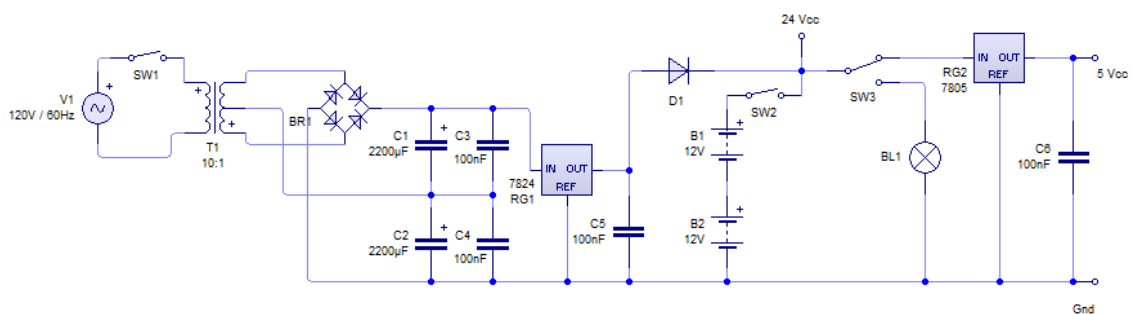 24 Vcc
SW1
V1
120V / 60Hz
T1
10:1
BR1
C1
2200µF
C3
100nF
C2
2200µF
C4
100nF
IN OUT
REF
7824
RG1
C5
100nF
D1
SW2
B1
12V
B2
12V
SW3
BL1
IN OUT
REF
RG2
7805
C6
100nF
5 Vcc
Gnd